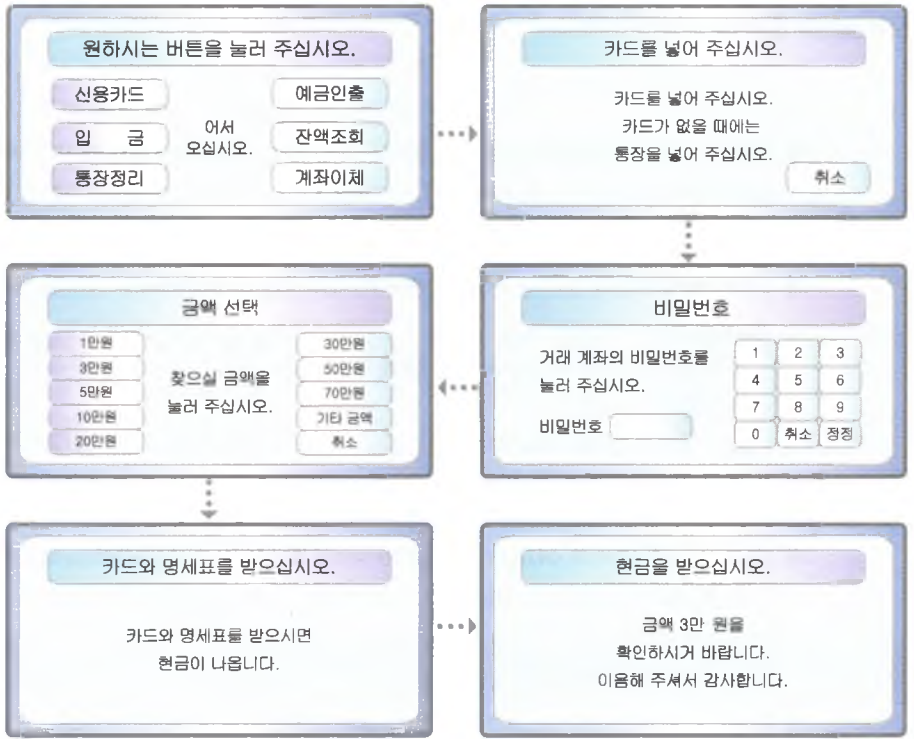 원하시는 버튼을 눌러 주십시오.
신용카드
예금인출
입 금
어서
오십시오.
잔액조회
통장정리
계좌이체
카드를 넣어 주십시오.
카드를 넣어 주십시오.
카드가 없을 때에는
통장을 넣어 주십시오.
취소
비밀번호
거래 계좌의 비밀번호를
눌러 주십시오.
비밀번호
1 2 3
4 5 6
7 8 9
0 취소 정정
금액 선택
1만원
3만원
5만원
10만원
20만원
찾으실 금액을
눌러 주십시오.
30만원
50만원
70만원
기타 금액
취소
카드와 명세표를 받으십시오.
카드와 명세표를 받으시면
현금이 나옵니다.
현금을 받으십시오.
금액 3만 원을
확인하시거 바랍니다.
이음해 주셔서 감사합니다.